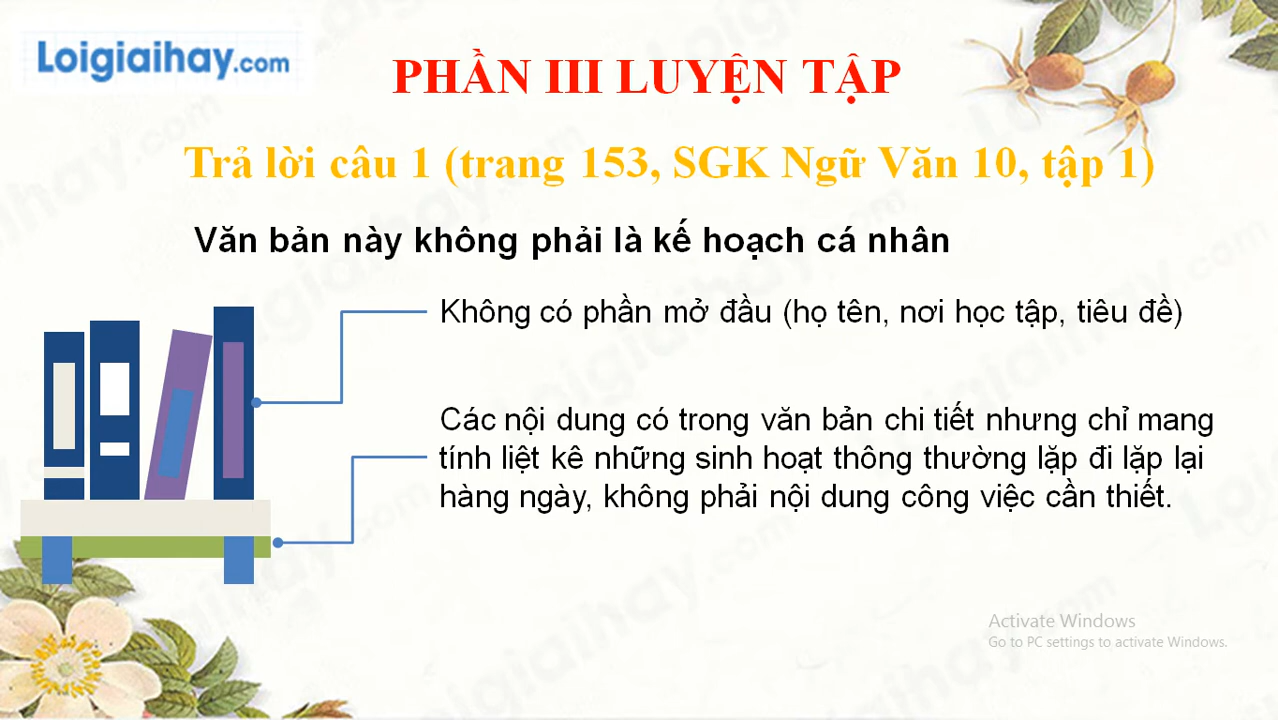 Loigiaihay.com
PHẦN III LUYỆN TẬP
Trả lời câu 1 (trang 153, SGK Ngữ Văn 10, tập 1)
Văn bản này không phải là kế hoạch cá nhân
Không có phần mở đầu (họ tên, nơi học tập, tiêu đề)
Các nội dung có trong văn bản chi tiết nhưng chỉ mang
tính liệt kê những sinh hoạt thông thường lặp đi lặp lại
hàng ngày, không phải nội dung công việc cần thiết.
Activate Windows
Go to PC settings to activate Windows.